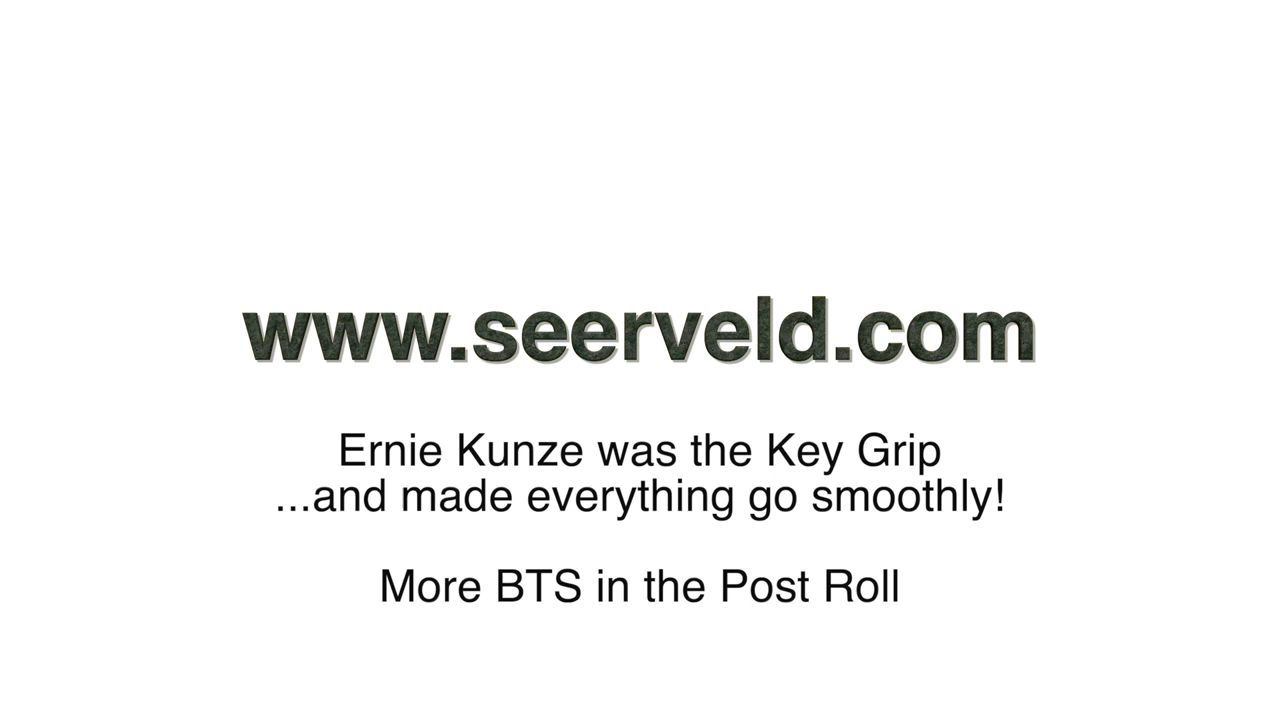 www.seerveld.com
Ernie Kunze was the Key Grip
...and made everything go smoothly!
More BTS in the Post Roll